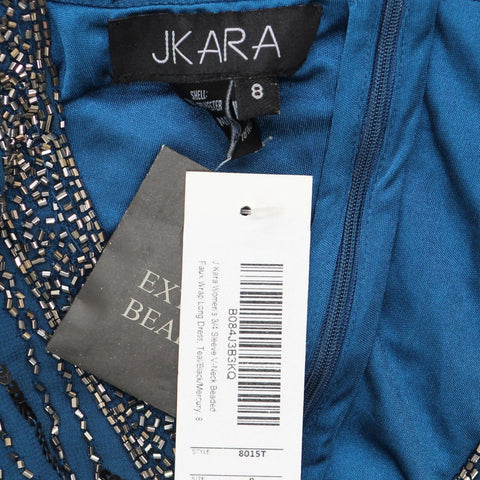 JKARA
8
SHELL:
EXT
BEA
J Kara Women's 3/4 Sleeve V-Neck Beaded
Faux Wrap Long Dress, Teal/Black/Mercury, 8
B084J3B3KQ
STYLE
8015T